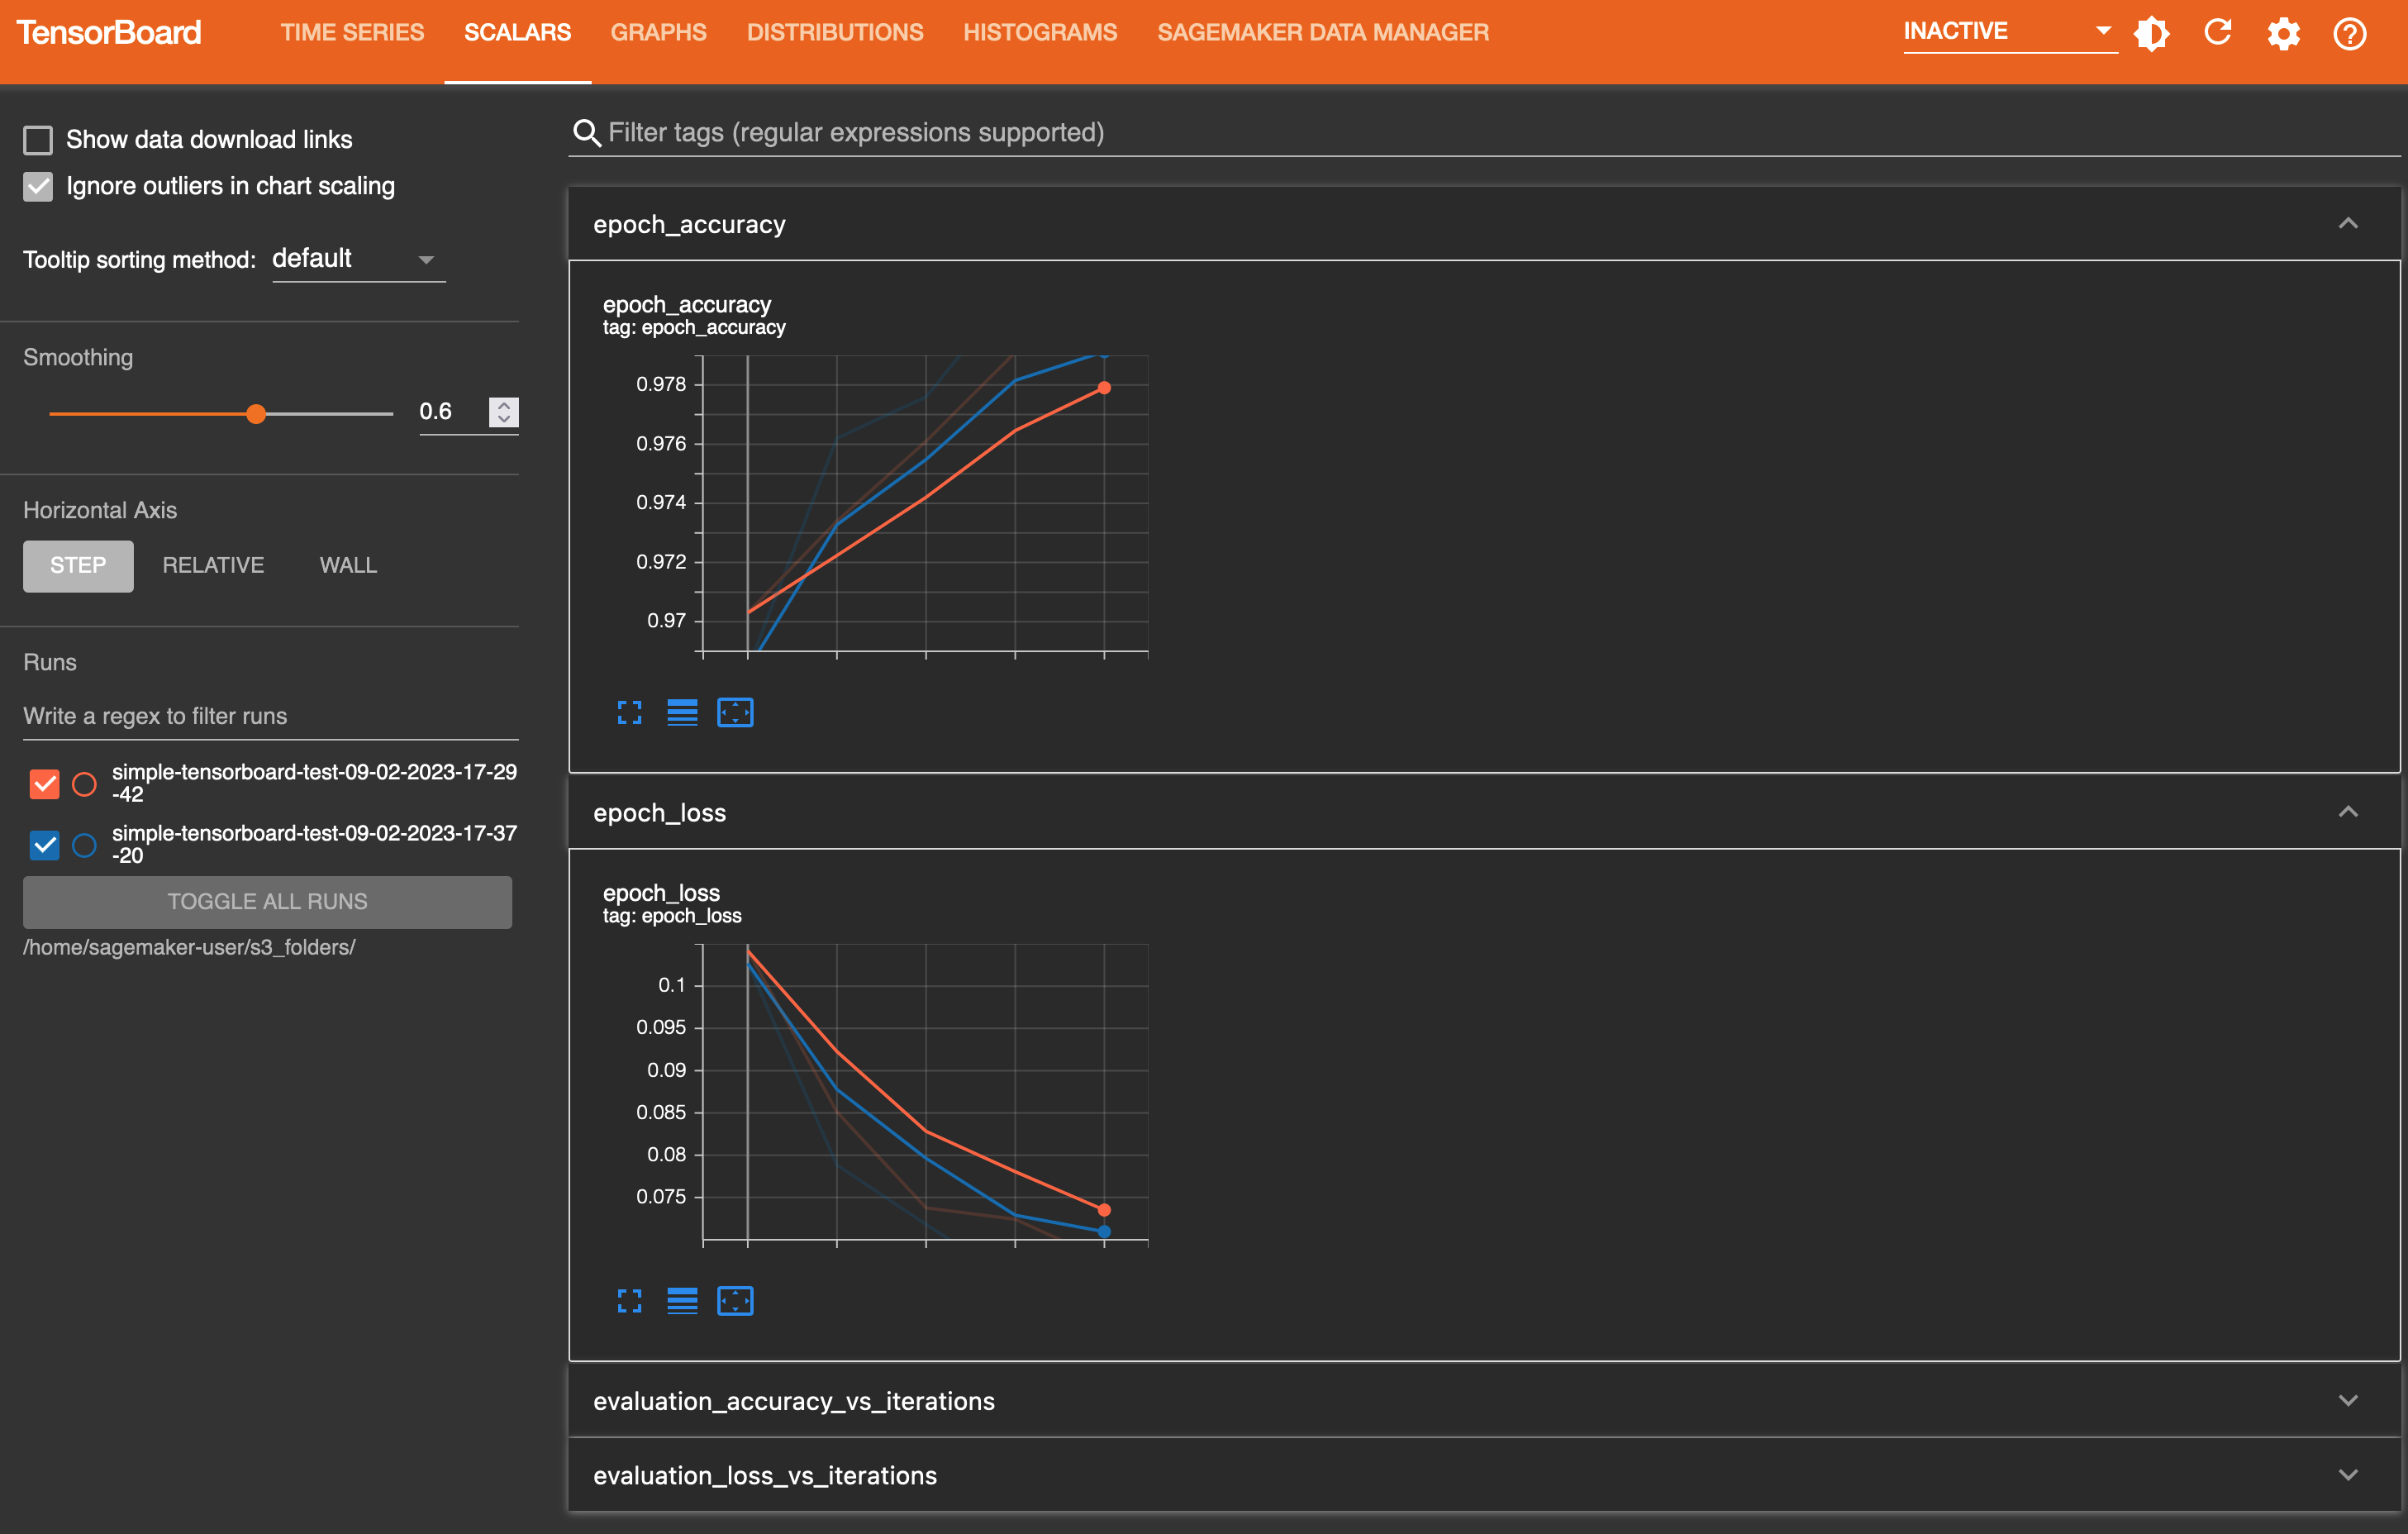 TensorBoard
TIME SERIES
SCALARS
GRAPHS
DISTRIBUTIONS
HISTOGRAMS
SAGEMAKER DATA MANAGER
INACTIVE
Show data download links
Ignore outliers in chart scaling
Tooltip sorting method: default
Smoothing
0.6
Horizontal Axis
STEP
RELATIVE
WALL
Runs
Write a regex to filter runs
simple-tensorboard-test-09-02-2023-17-29
-42
simple-tensorboard-test-09-02-2023-17-37
-20
TOGGLE ALL RUNS
/home/sagemaker-user/s3_folders/
Filter tags (regular expressions supported)
epoch_accuracy
epoch_accuracy
tag: epoch_accuracy
0.978
0.976
0.974
0.972
0.97
epoch_loss
epoch_loss
tag: epoch_loss
0.1
0.095
0.09
0.085
0.08
0.075
evaluation_accuracy_vs_iterations
evaluation_loss_vs_iterations